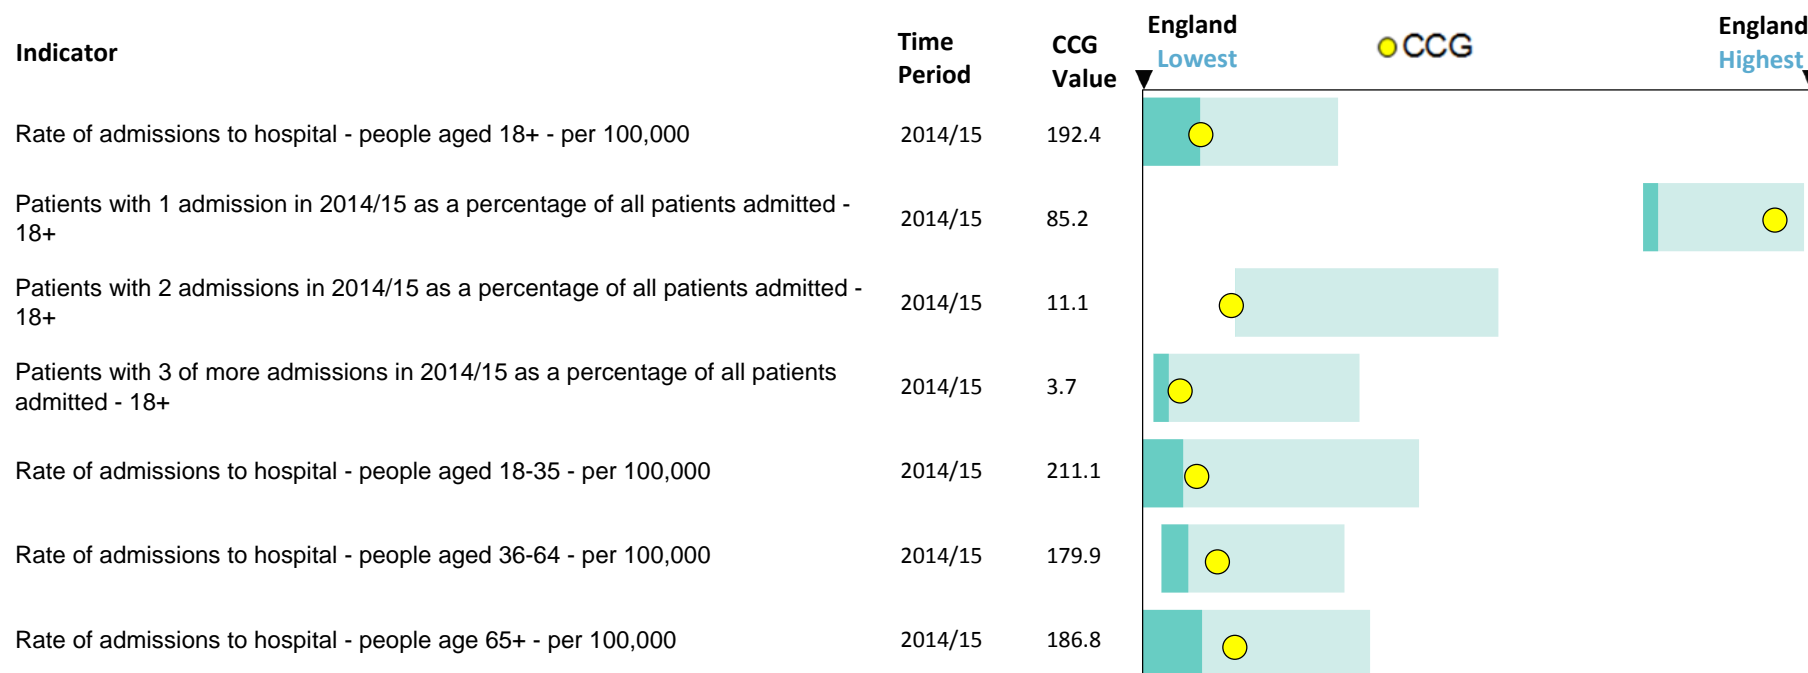 Indicator
Time
Period
CCG
Value
England
Lowest
CCG
England
Highest
Rate of admissions to hospital - people aged 18+ - per 100,000 2014/15 192.4
Patients with 1 admission in 2014/15 as a percentage of all patients admitted -
18+
2014/15 85.2
Patients with 2 admissions in 2014/15 as a percentage of all patients admitted -
18+
2014/15 11.1
Patients with 3 of more admissions in 2014/15 as a percentage of all patients
admitted - 18+
2014/15 3.7
Rate of admissions to hospital - people aged 18-35 - per 100,000 2014/15 211.1
Rate of admissions to hospital - people aged 36-64 - per 100,000 2014/15 179.9
Rate of admissions to hospital - people age 65+ - per 100,000 2014/15 186.8